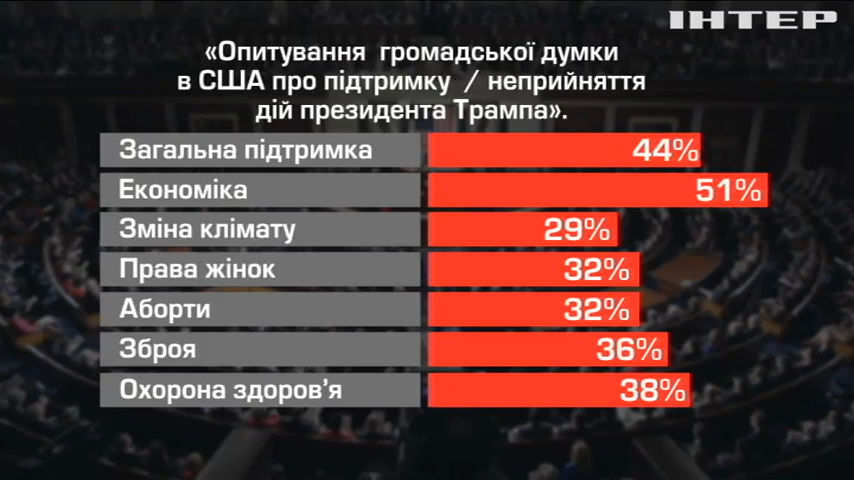 ІНТЕР
«Опитування громадської думки
в США про підтримку / неприйняття
дій президента Трампа».
Загальна підтримка 44%
Економіка 51%
Зміна клімату 29%
Права жінок 32%
Аборти 32%
Зброя 36%
Охорона здоров'я 38%